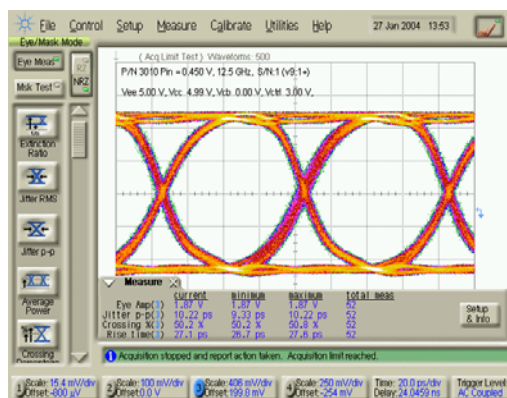 File Control Setup Measure Calibrate Utilities Help 27 Jan 2004 13:53
Eye/Mask Mode
Eye Meas
RZ
NRZ
Msk Test
(Acq Limit Test) Waveforms: 500
P/N 3010 Pin = 0.450 V, 12.5 GHz, S/N:1 (v9;1+)
Vee 5.00 V, Vcc 4.99 V, Vcb 0.00 V, Vctrl 3.00 V,
Extinction Ratio
Jitter RMS
Jitter p-p
Average Power
Crossing
Measure
current minimum maximum total meas
Eye Amp(3) 1.87 V 1.87 V 1.87 V 52
Jitter p-p(3) 10.22 ps 9.33 ps 10.22 ps 52
Crossing %(3) 50.2 % 50.2 % 50.8 % 52
Rise time(3) 27.1 ps 26.7 ps 27.6 ps 52
Setup & Info
Acquisition stopped and report action taken. Acquisition limit reached.
1 Scale: 15.4 mV/div 2 Scale: 100 mV/div 3 Scale: 406 mV/div 4 Scale: 250 mV/div Time: 20.0 ps/div Trigger Level
Offset: -800 µV Offset: 0.0 V Offset: 199.8 mV Offset: -254 mV Delay: 24.0459 ns AC Coupled